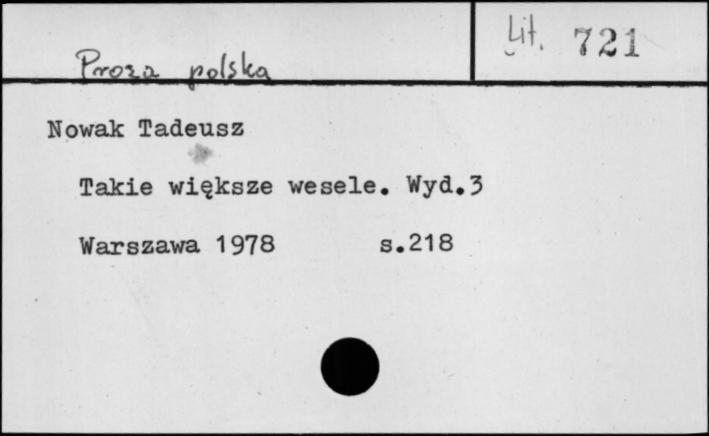 Proza polska
Lit. 721
Nowak Tadeusz
Takie większe wesele. Wyd.3
Warszawa 1978 s.218